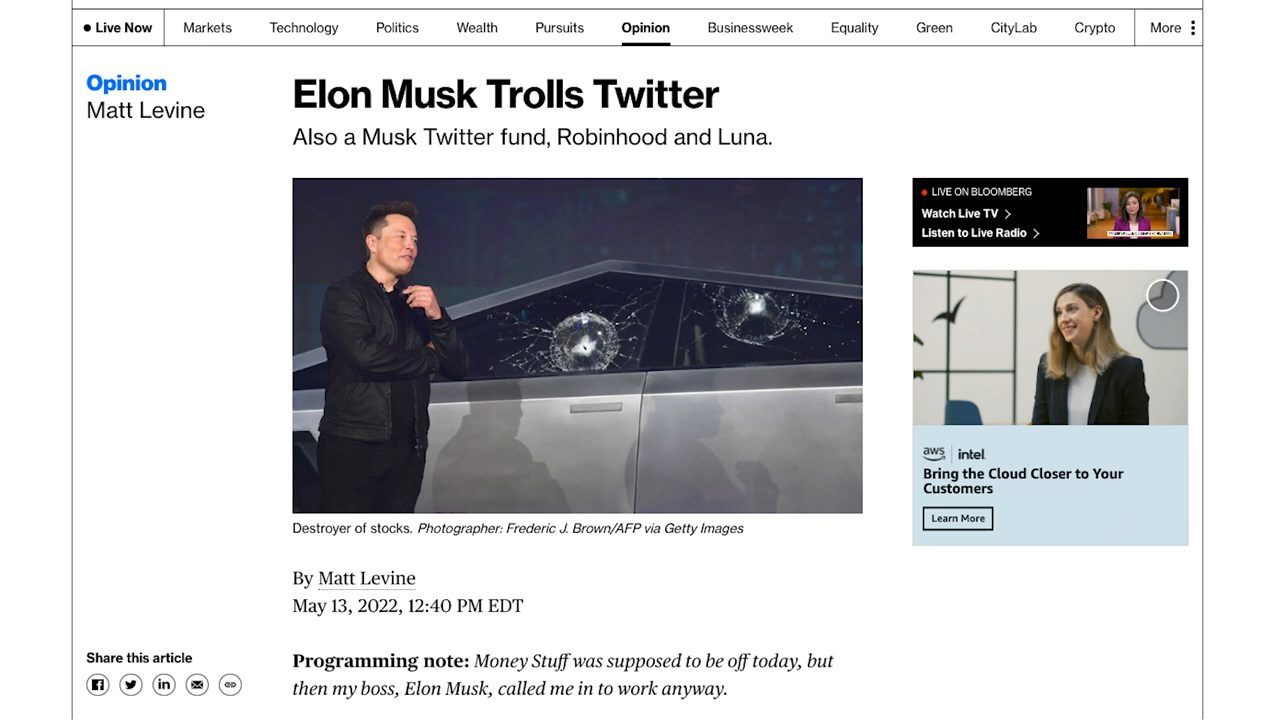 Live Now
Markets
Technology
Politics
Wealth
Pursuits
Opinion
Businessweek
Equality
Green
CityLab
Crypto
More
Opinion
Matt Levine
Elon Musk Trolls Twitter
Also a Musk Twitter fund, Robinhood and Luna.
LIVE ON BLOOMBERG
Watch Live TV
Listen to Live Radio
aws intel.
Bring the Cloud Closer to Your
Customers
Learn More
Destroyer of stocks. Photographer: Frederic J. Brown/AFP via Getty Images
By Matt Levine
May 13, 2022, 12:40 PM EDT
Share this article
Programming note: Money Stuff was supposed to be off today, but
then my boss, Elon Musk, called me in to work anyway.